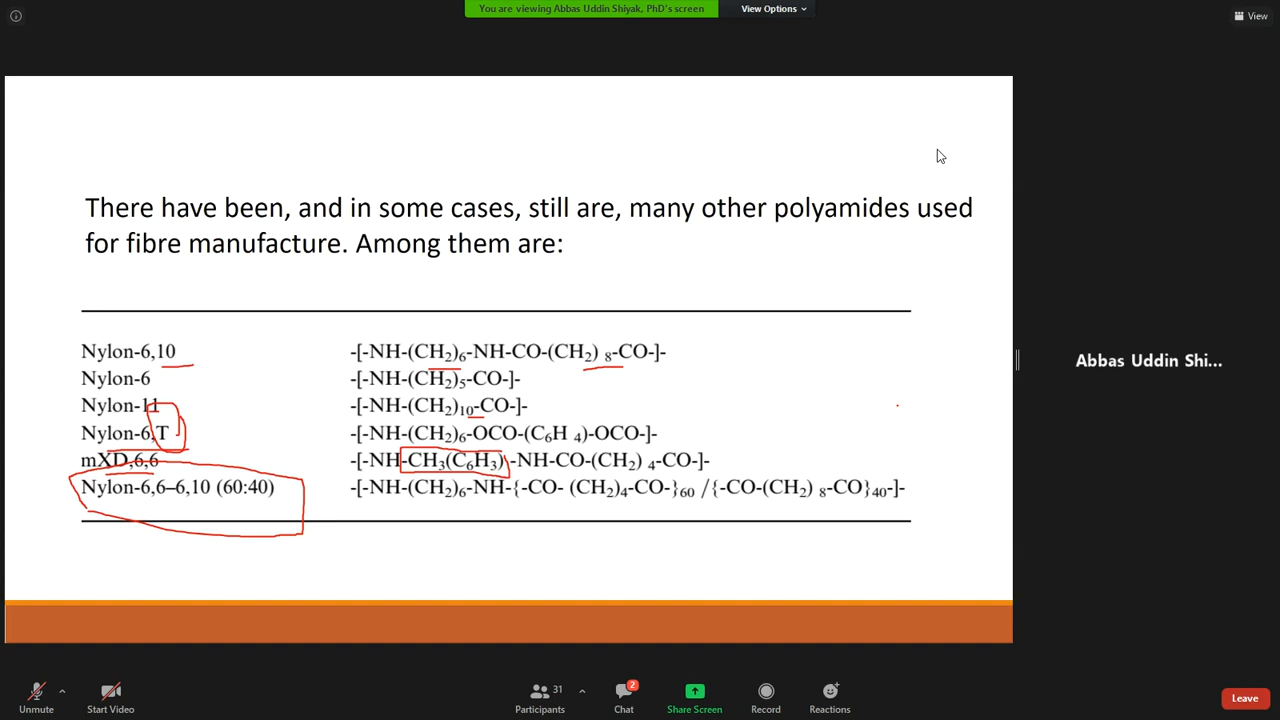 You are viewing Abbas Uddin Shiyak, PhD's screen
View Options
View
There have been, and in some cases, still are, many other polyamides used
for fibre manufacture. Among them are:
Nylon-6,10 -[-NH-(CH2)6-NH-CO-(CH2) 8-CO-]-
Nylon-6 -[-NH-(CH2)5-CO-]-
Nylon-11 -[-NH-(CH2)10-CO-]-
Nylon-6,T -[-NH-(CH2)6-OCO-(C6H 4)-OCO-]-
mXD,6,6 -[-NH-CH3(C6H3) -NH-CO-(CH2) 4-CO-]-
Nylon-6,6–6,10 (60:40) -[-NH-(CH2)6-NH-{-CO- (CH2)4-CO-}60 /{-CO-(CH2) 8-CO}40-]-
Abbas Uddin Shi...
Unmute
Start Video
31
Participants
2
Chat
Share Screen
Record
Reactions
Leave